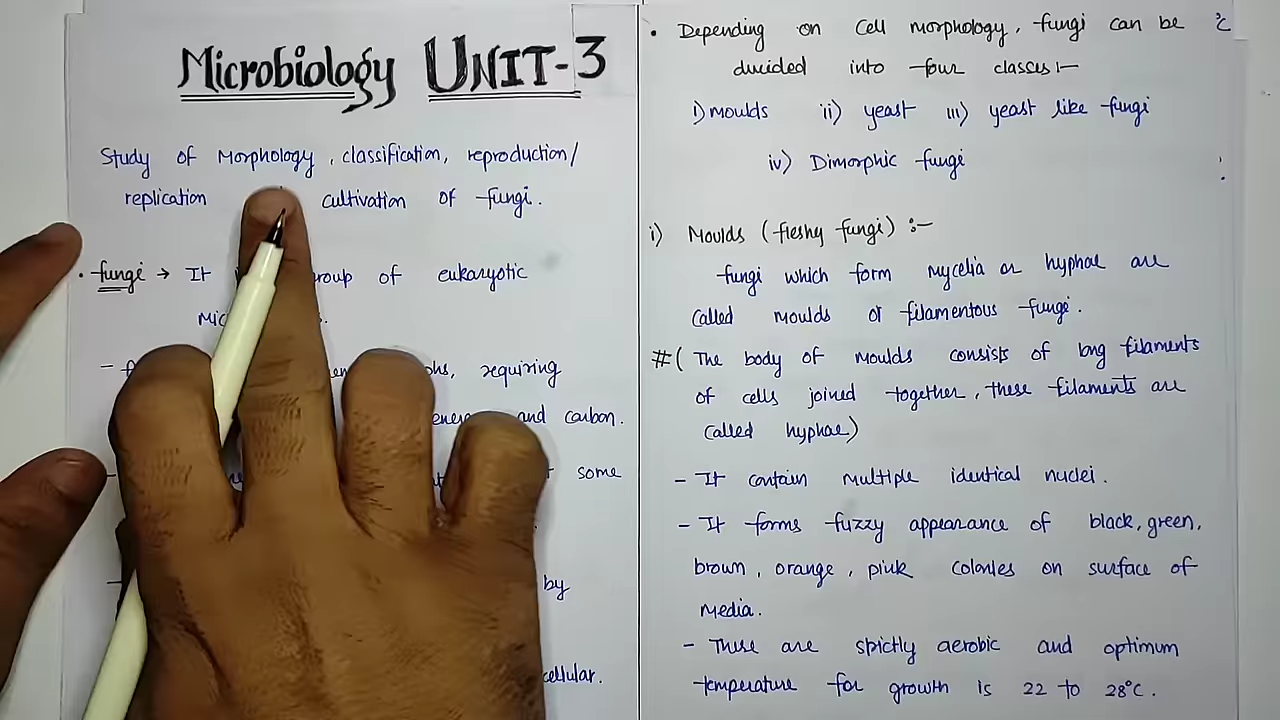 Microbiology UNIT-3
Study of Morphology, classification, reproduction/
replication cultivation of fungi.
• fungi → It group of eukaryotic
requiring
and carbon.
some
by
• Depending on cell morphology, fungi can be
divided into four classes:-
i) moulds ii) yeast iii) yeast like fungi
iv) Dimorphic fungi
i) Moulds (fleshy fungi) :-
fungi which form mycelia or hyphae are
called moulds or filamentous fungi.
#( The body of moulds consists of long filaments
of cells joined together, these filaments are
called hyphae)
- It contain multiple identical nuclei.
- It forms fuzzy appearance of black, green,
brown, orange, pink colonies on surface of
media.
- These are strictly aerobic and optimum
temperature for growth is 22 to 28°C.
°C